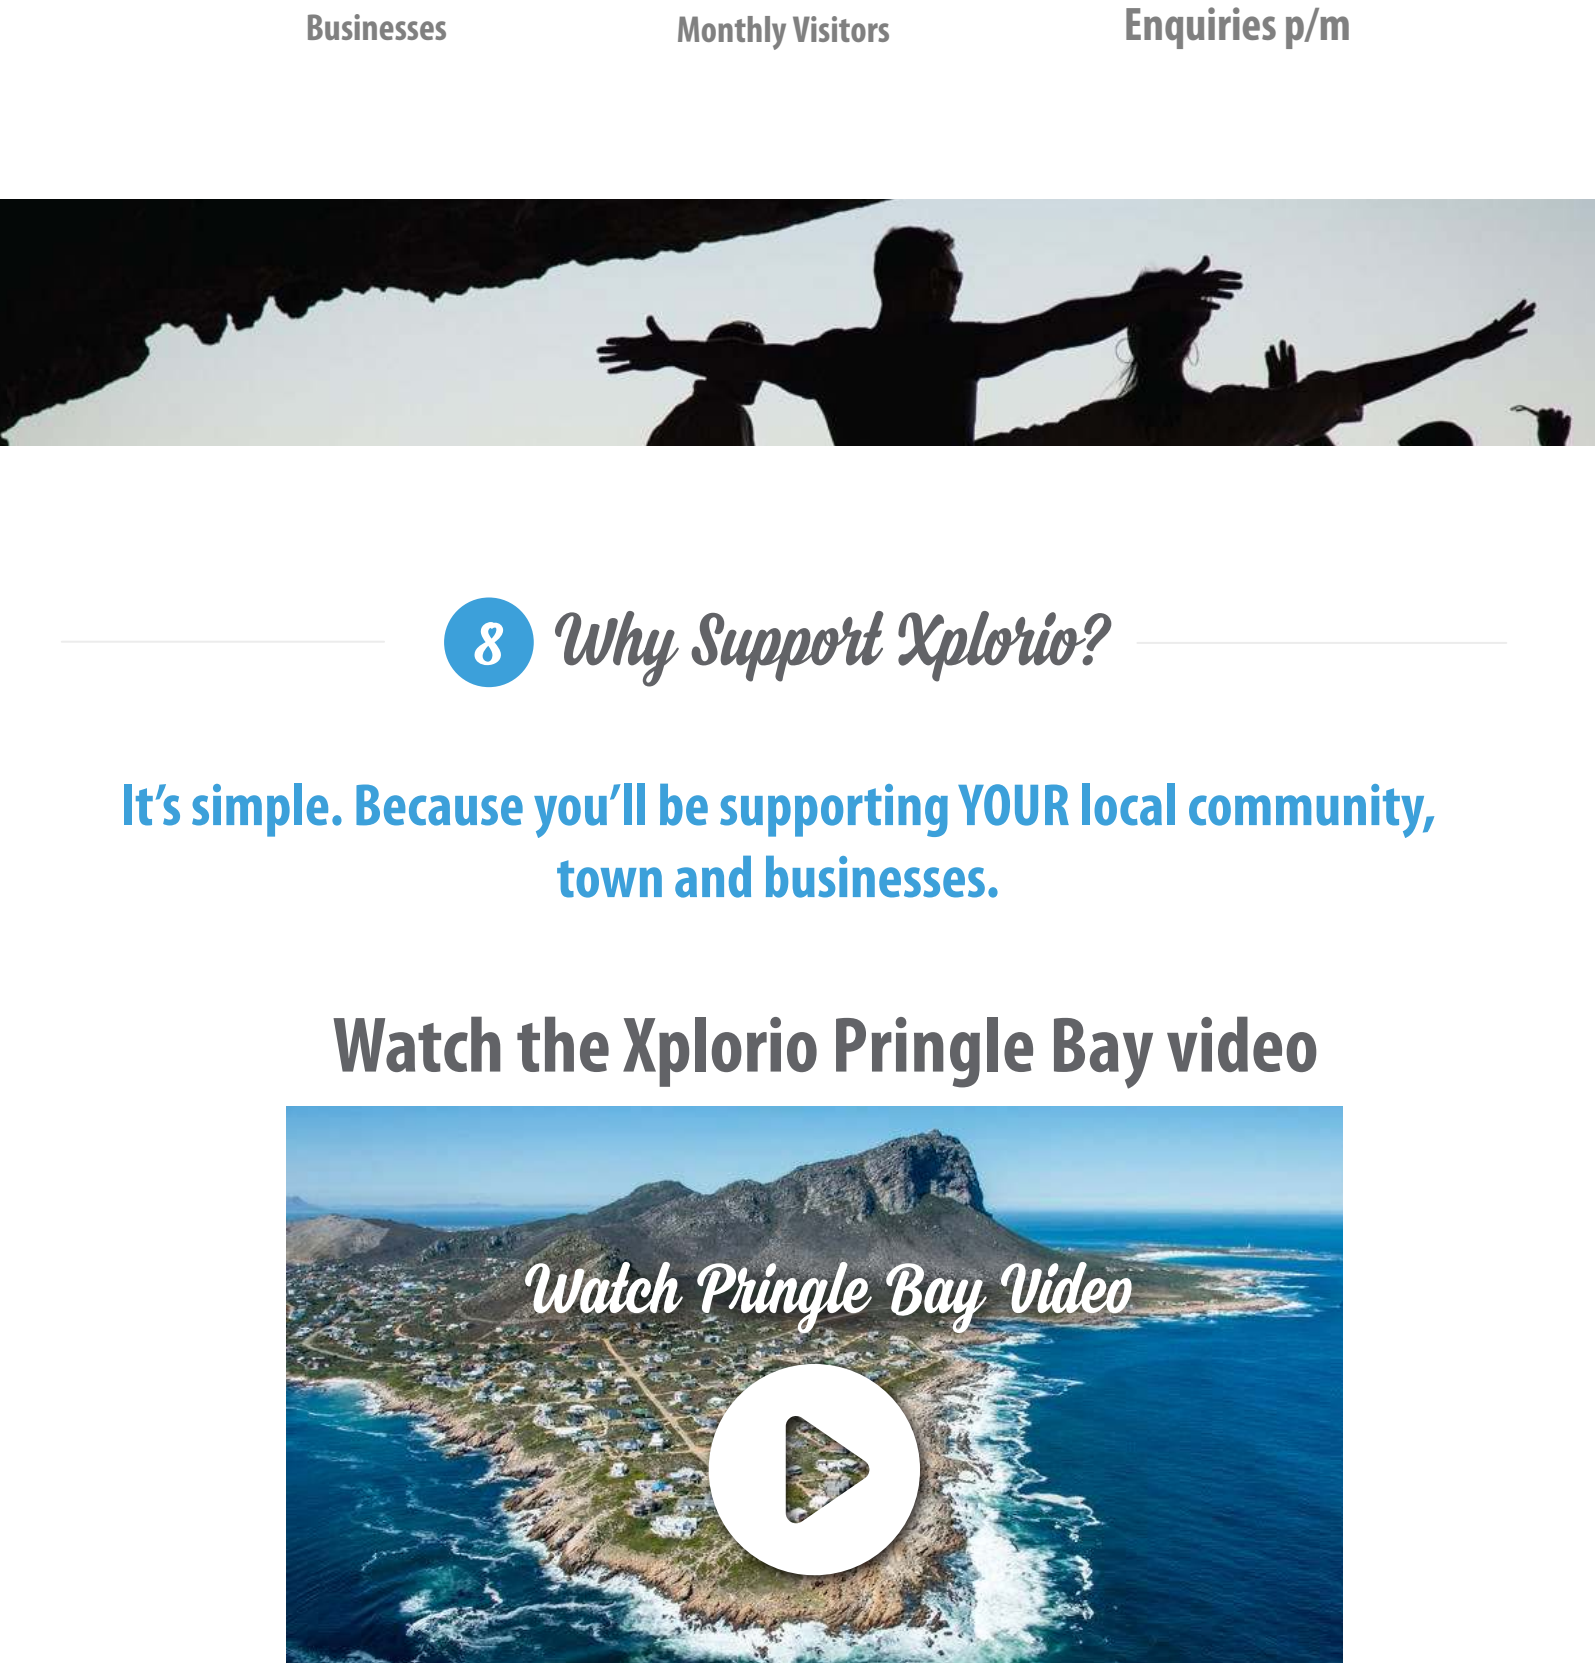 Businesses
Monthly Visitors
Enquiries p/m
8 Why Support Xplorio?
It’s simple. Because you’ll be supporting YOUR local community,
town and businesses.
Watch the Xplorio Pringle Bay video
Watch Pringle Bay Video